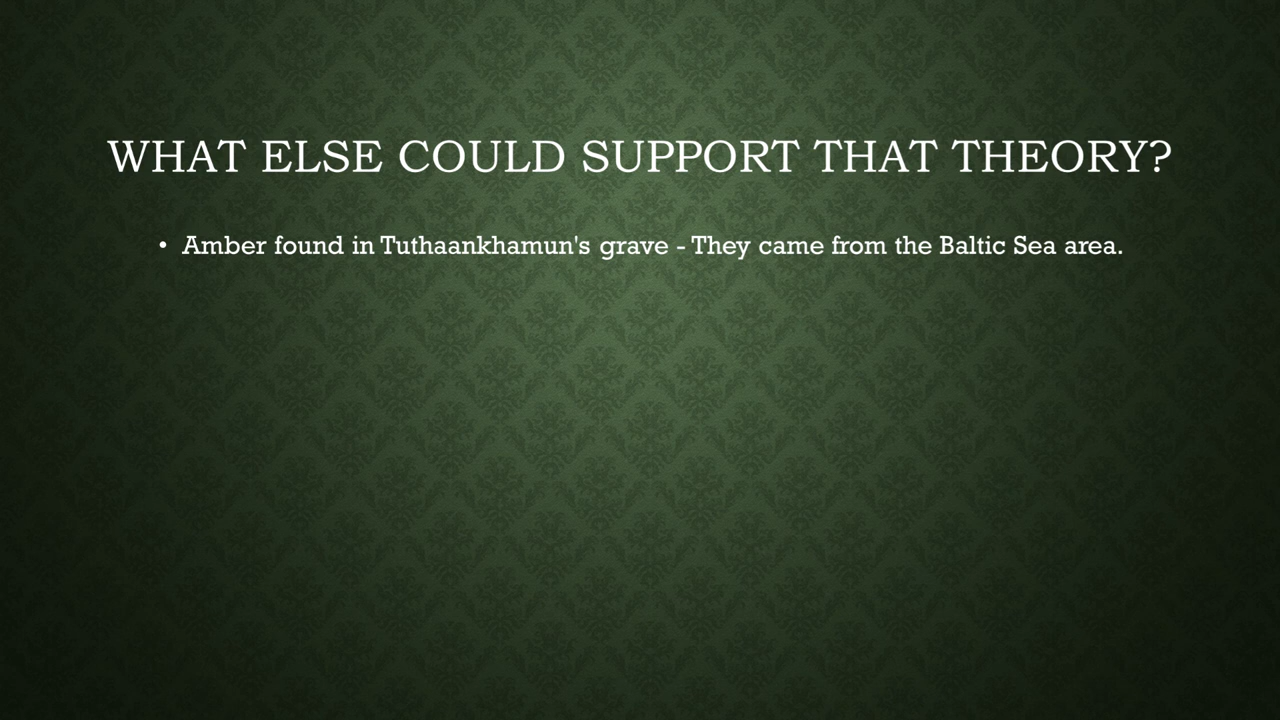 WHAT ELSE COULD SUPPORT THAT THEORY?
• Amber found in Tuthaankhamun's grave - They came from the Baltic Sea area.